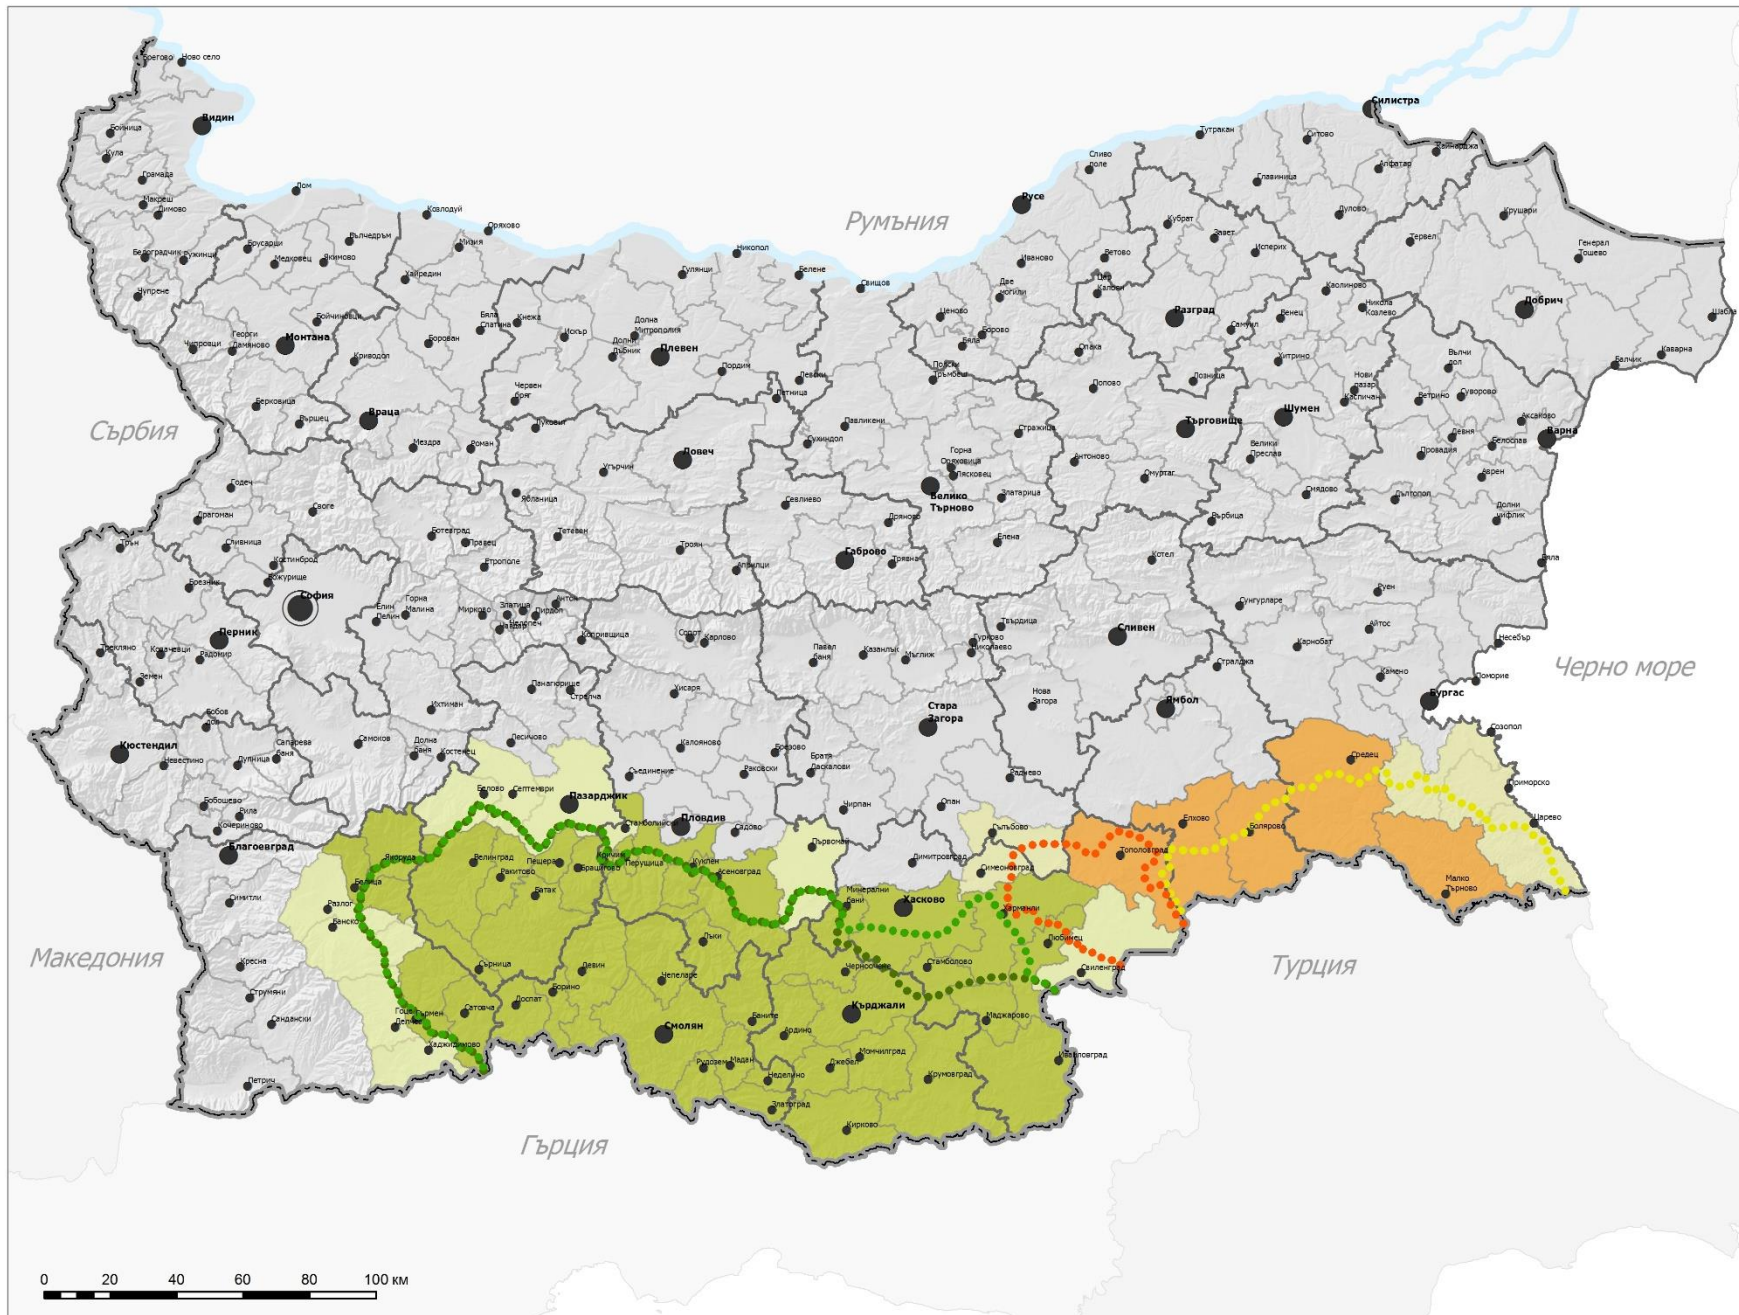 Брегово
Ново село
Видин
Бойница
Кула
Грамада
Макреш
Димово
Белоградчик
Ружинци
Чупрене
Лом
Брусарци
Медковец
Вълчедръм
Якимово
Козлодуй
Оряхово
Мизия
Хайредин
Никопол
Гулянци
Белене
Свищов
Румъния
Русе
Сливо
поле
Тутракан
Силистра
Ситово
Кайнарджа
Алфатар
Главиница
Дулово
Кубрат
Завет
Исперих
Ветово
Иваново
Две
могили
Цар
Калоян
Крушари
Тервел
Генерал
Тошево
Добрич
Шабла
Каварна
Балчик
Каолиново
Никола
Козлево
Венец
Самуил
Разград
Ценово
Борово
Бяла
Опака
Полски
Тръмбеш
Попово
Лозница
Хитрино
Вълчи
дол
Нови
пазар
Каспичан
Ветрино
Суворово
Аксаково
Варна
Девня
Белослав
Провадия
Аврен
Дългопол
Долни
чифлик
Шумен
Търговище
Велики
Преслав
Смядово
Върбица
Антоново
Омуртаг
Бойчиновци
Монтана
Георги
Дамяново
Чипровци
Берковица
Вършец
Криводол
Борован
Бяла
Слатина
Кнежа
Искър
Долна
Митрополия
Долни
Дъбник
Плевен
Пордим
Левски
Летница
Червен
бряг
Враца
Мездра
Роман
Луковит
Ловеч
Угърчин
Ябланица
Павликени
Сухиндол
Стражица
Горна
Оряховица
Лясковец
Велико
Търново
Златарица
Елена
Севлиево
Дряново
Габрово
Трявна
Котел
Сърбия
Годеч
Драгоман
Своге
Сливница
Костинброд
Божурище
Трън
Брезник
София
Перник
Ботевград
Правец
Етрополе
Тетевен
Троян
Априлци
Елин
Пелин
Горна
Малина
Мирково
Златица
Чавдар
Челопеч
Пирдоп
Антон
Копривщица
Сопот
Карлово
Павел
баня
Казанлък
Мъглиж
Гурково
Николаево
Твърдица
Сливен
Сунгурларе
Руен
Карнобат
Айтос
Бяла
Несебър
Поморие
Камено
Бургас
Созопол
Черно море
Стралджа
Ямбол
Нова
Загора
Стара
Загора
Трекляно
Ковачевци
Радомир
Земен
Бобов
дол
Кюстендил
Невестино
Дупница
Сапарева
баня
Самоков
Ихтиман
Долна
баня
Костенец
Панагюрище
Стрелча
Лесичово
Хисаря
Калояново
Съединение
Раковски
Брезово
Братя
Даскалови
Чирпан
Раднево
Опан
Гълъбово
Средец
Приморско
Царево
Елхово
Болярово
Малко
Търново
Тополовград
Бобошево
Рила
Кочериново
Благоевград
Белово
Септември
Пазарджик
Стамболийски
Пловдив
Садово
Първомай
Димитровград
Симеоновград
Якоруда
Велинград
Ракитово
Пещера
Батак
Брацигово
Кричим
Перущица
Куклен
Асеновград
Минерални
бани
Хасково
Харманли
Любимец
Свиленград
Белица
Разлог
Банско
Симитли
Кресна
Струмяни
Сандански
Петрич
Македония
Гоце
Делчев
Гърмен
Хаджидимово
Сатовча
Сърница
Доспат
Борино
Девин
Лъки
Чепеларе
Смолян
Баните
Рудозем
Мадан
Неделино
Златоград
Ардино
Черноочене
Кърджали
Стамболово
Маджарово
Ивайловград
Джебел
Момчилград
Крумовград
Кирково
Турция
Гърция
0 20 40 60 80 100 км